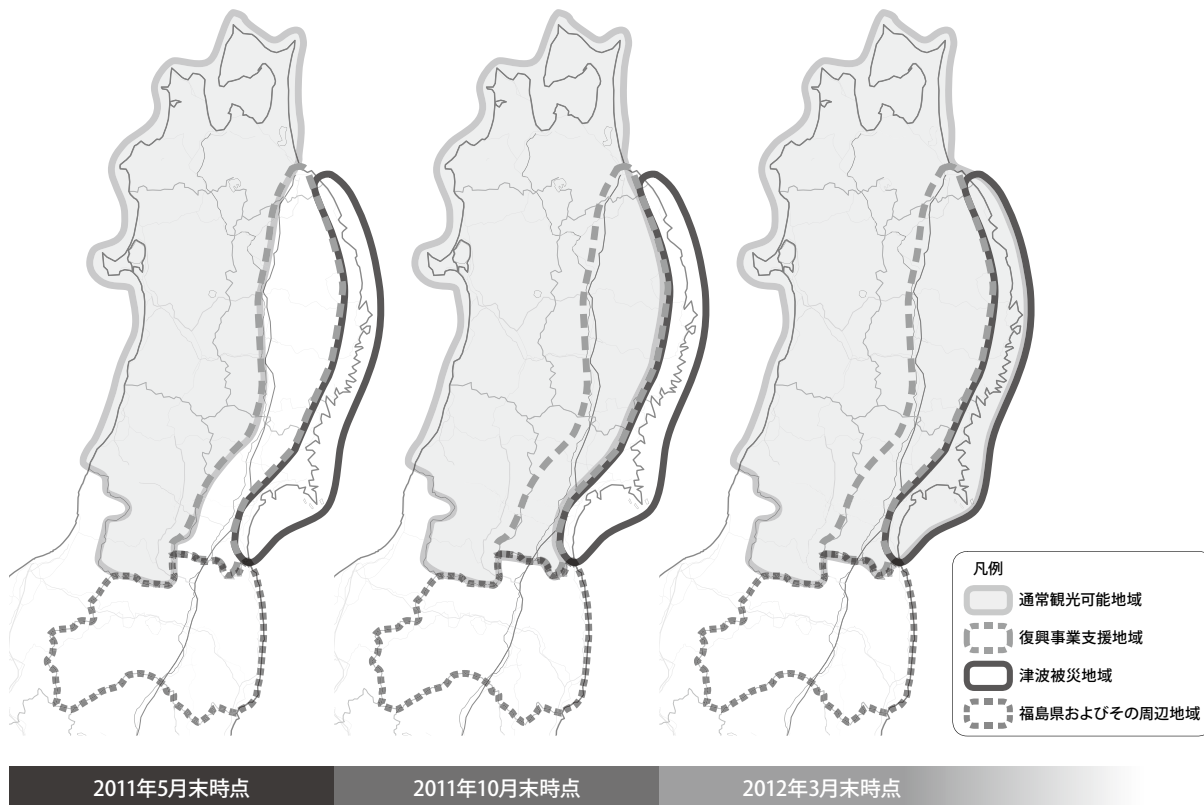 凡例
通常観光可能地域
復興事業支援地域
津波被災地域
福島県およびその周辺地域
2011年5月末時点
2011年10月末時点
2012年3月末時点